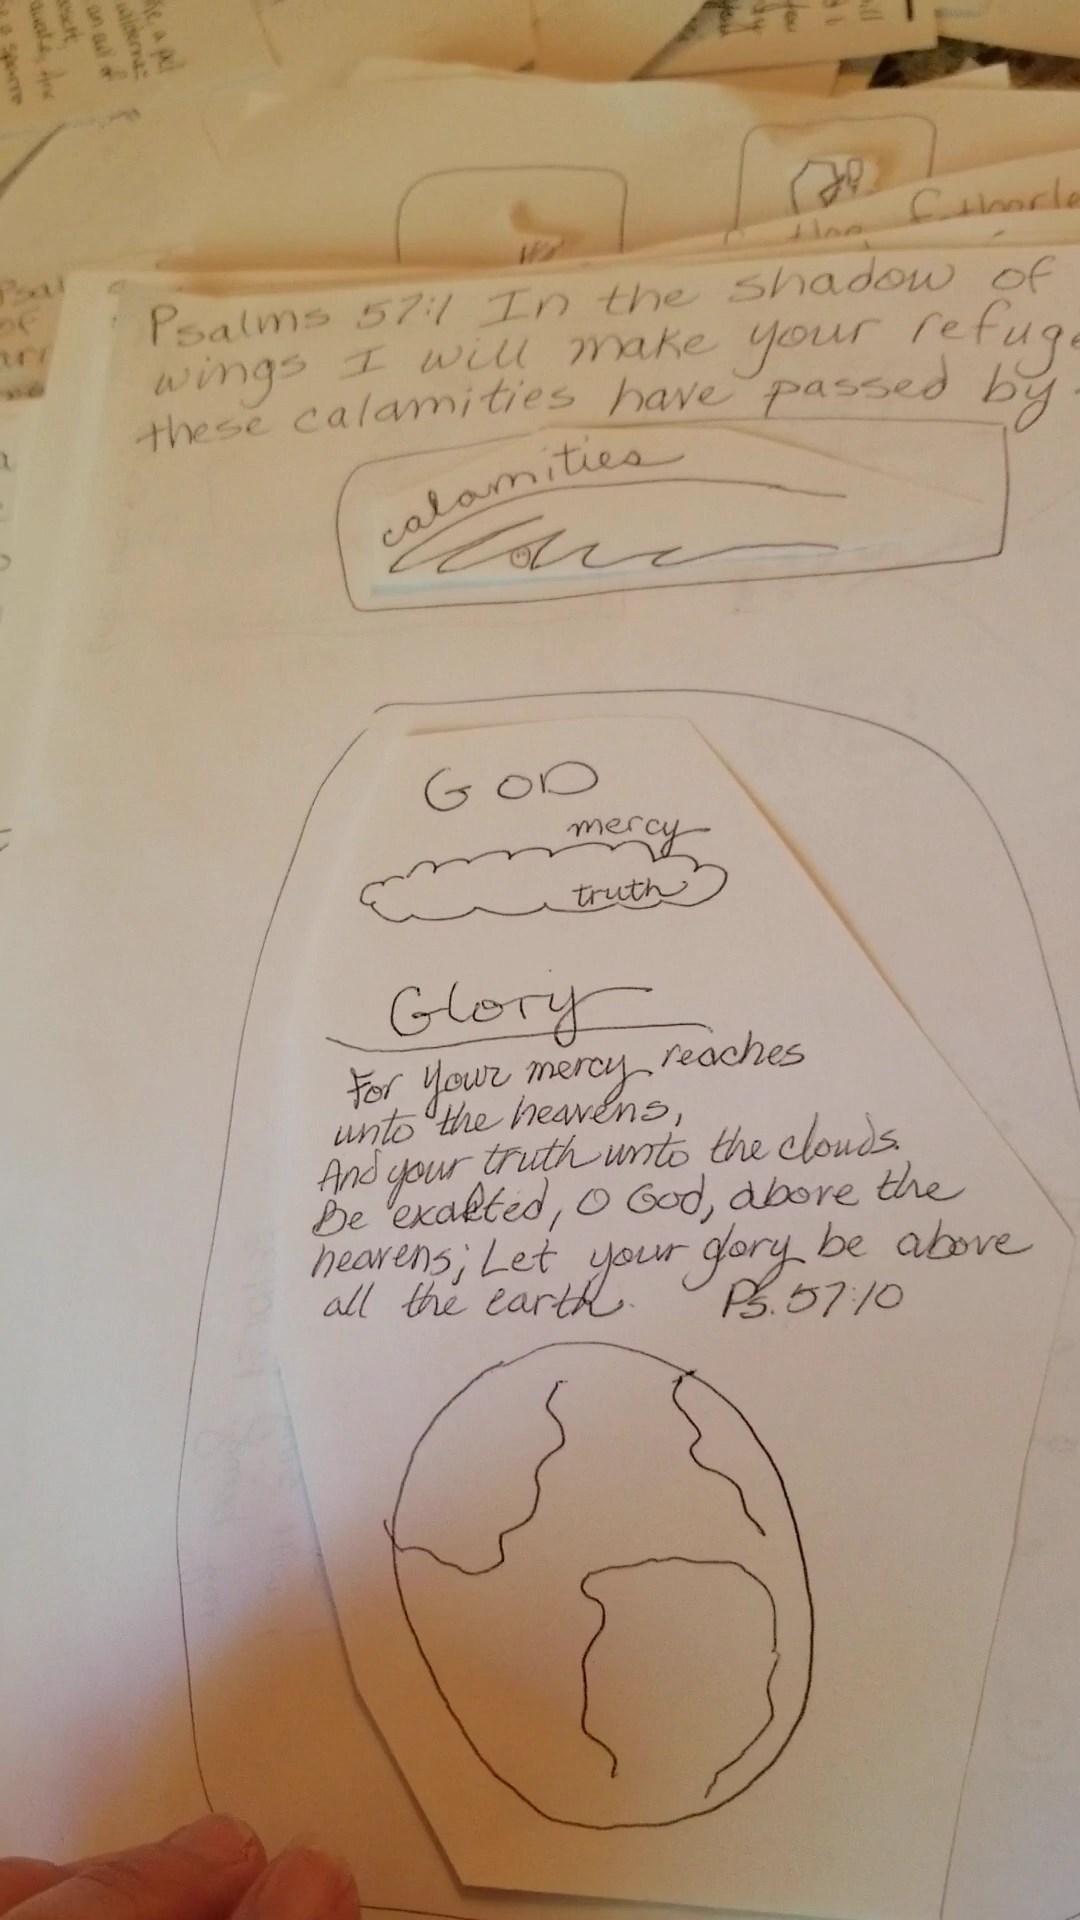 Psalms 57:1 In the shadow of
wings I will make your refuge
these calamities have passed by.
calamities
GOD
mercy
truth
Glory
For your mercy reaches
unto the heavens,
And your truth unto the clouds.
Be exalted, O God, above the
heavens; Let your glory be above
all the earth. Ps. 57:10